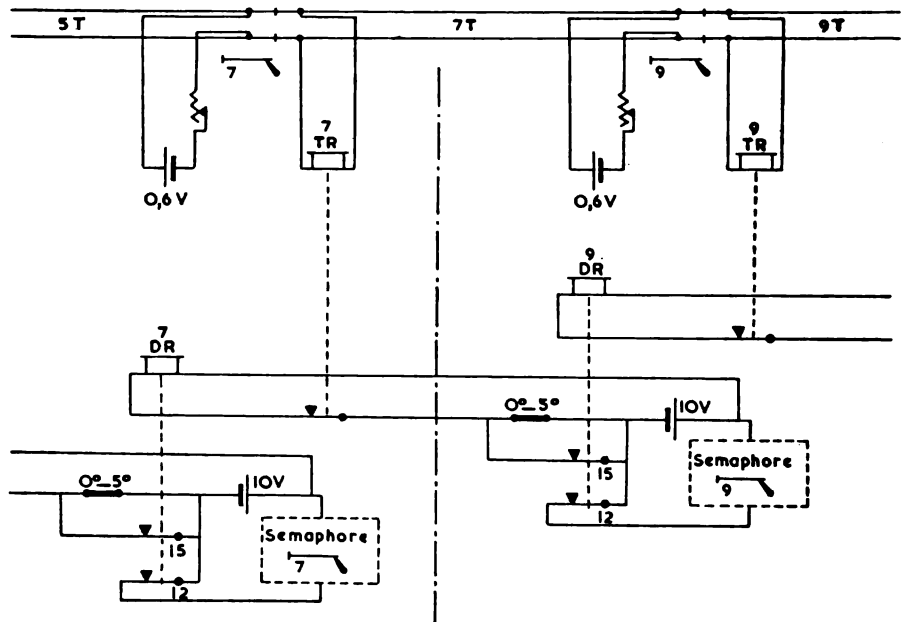 5T 7T 9T
7 9
7 TR
9 TR
0,6V 0,6V
9 DR
7 DR
0°–5° 10V
Semaphore
9
15
12
0°–5° 10V
Semaphore
7
15
12